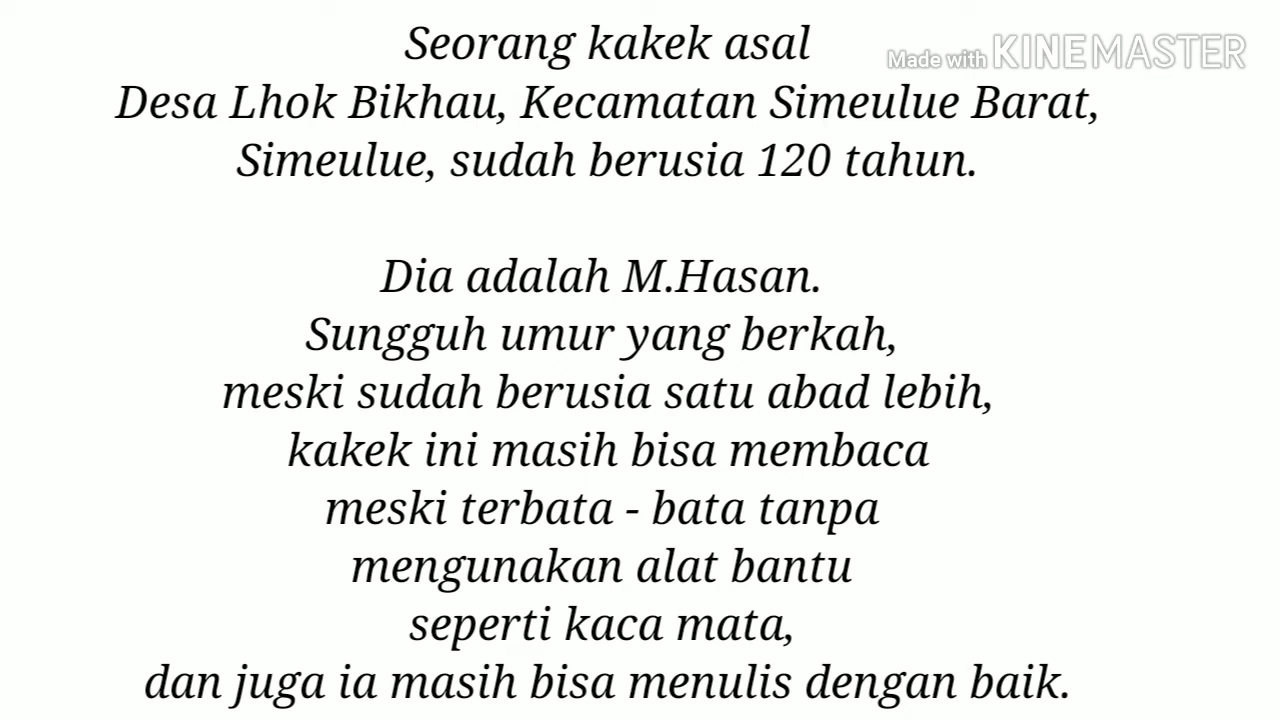 Seorang kakek asal
Made with KINEMASTER
Desa Lhok Bikhau, Kecamatan Simeulue Barat,
Simeulue, sudah berusia 120 tahun.
Dia adalah M.Hasan.
Sungguh umur yang berkah,
meski sudah berusia satu abad lebih,
kakek ini masih bisa membaca
meski terbata - bata tanpa
mengunakan alat bantu
seperti kaca mata,
dan juga ia masih bisa menulis dengan baik.